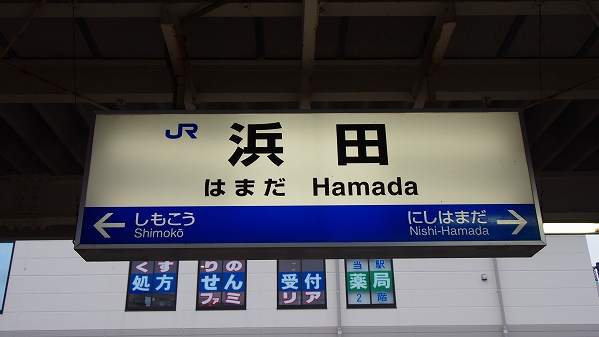 JR 浜田
はまだ Hamada
← しもこう にしはまだ →
Shimokō Nishi-Hamada
くす りの 当駅
処方 せん 受付 薬局
ファミ リア 2階